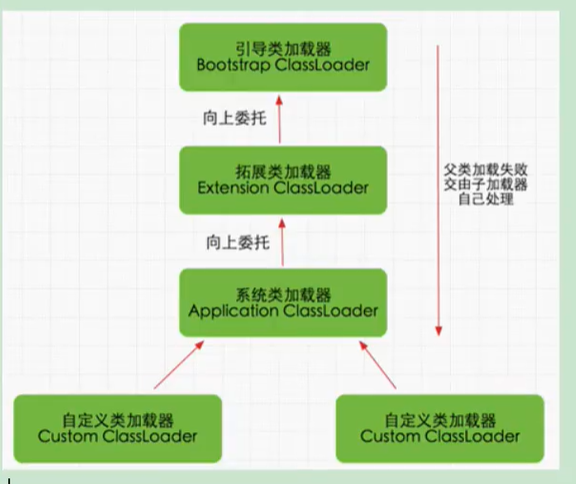 引导类加载器
Bootstrap ClassLoader
向上委托
拓展类加载器
Extension ClassLoader
父类加载失败
交由子加载器
自己处理
向上委托
系统类加载器
Application ClassLoader
自定义类加载器
Custom ClassLoader
自定义类加载器
Custom ClassLoader